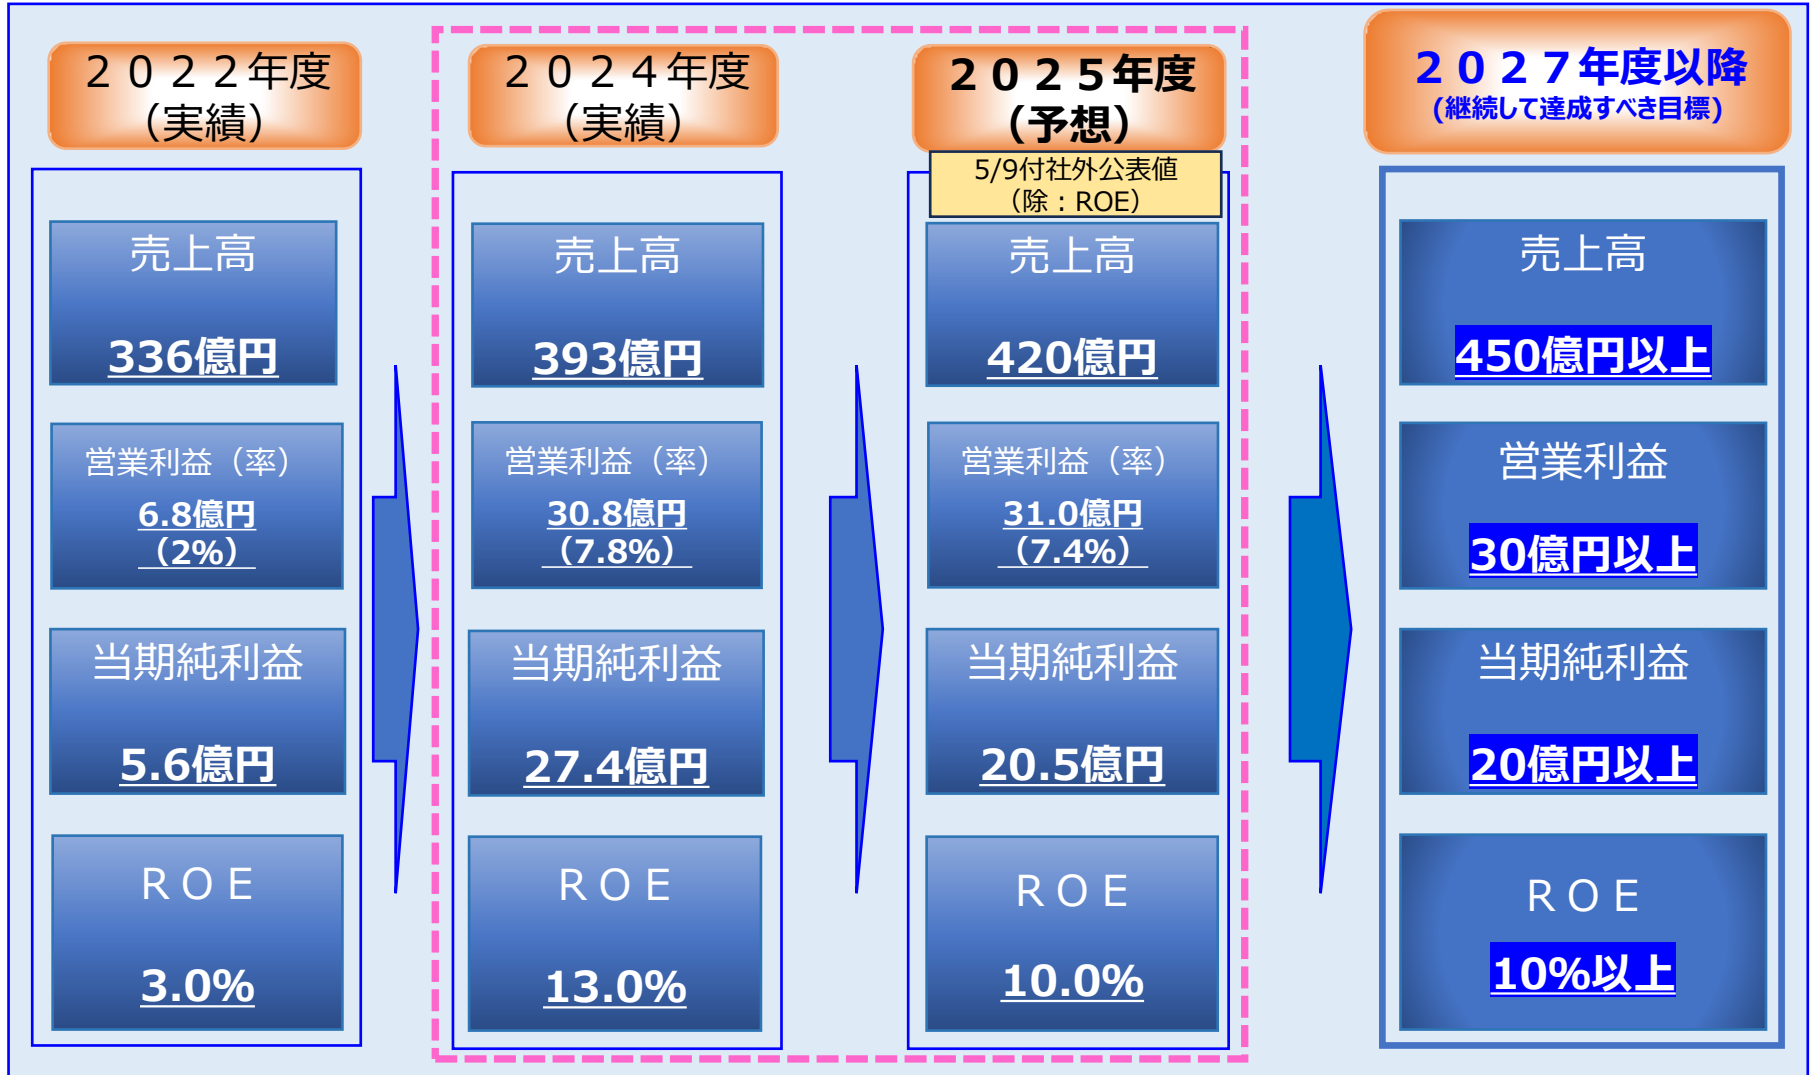 ２０２２年度
（実績）
売上高
336億円
営業利益（率）
6.8億円
（2%）
当期純利益
5.6億円
ＲＯＥ
3.0%
２０２４年度
（実績）
売上高
393億円
営業利益（率）
30.8億円
（7.8%）
当期純利益
27.4億円
ＲＯＥ
13.0%
２０２５年度
（予想）
5/9付社外公表値
（除：ROE）
売上高
420億円
営業利益（率）
31.0億円
（7.4%）
当期純利益
20.5億円
ＲＯＥ
10.0%
２０２７年度以降
(継続して達成すべき目標)
売上高
450億円以上
営業利益
30億円以上
当期純利益
20億円以上
ＲＯＥ
10%以上